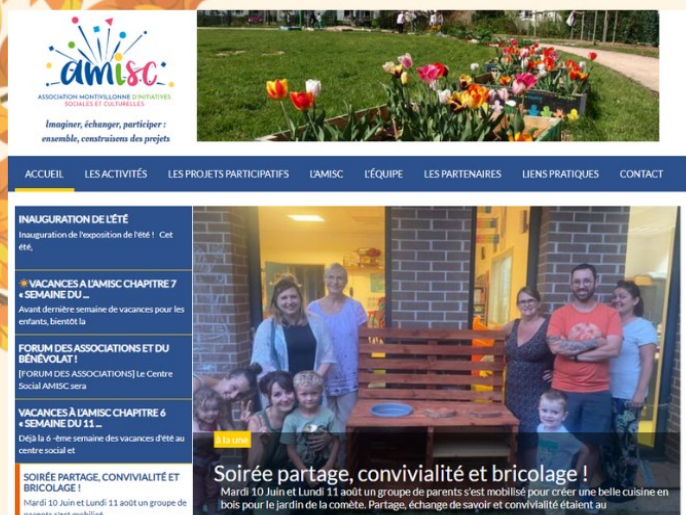 amisc
ASSOCIATION MONTIVILLONNE D'INITIATIVES
SOCIALES ET CULTURELLES
Imaginer, échanger, participer :
ensemble, construisons des projets
ACCUEIL LES ACTIVITÉS LES PROJETS PARTICIPATIFS L'AMISC L'ÉQUIPE LES PARTENAIRES LIENS PRATIQUES CONTACT
INAUGURATION DE L'ÉTÉ
Inauguration de l'exposition de l'été ! Cet
été,
☀️VACANCES A L'AMISC CHAPITRE 7
« SEMAINE DU ...
Avant dernière semaine de vacances pour les
enfants, bientôt la
FORUM DES ASSOCIATIONS ET DU
BÉNÉVOLAT !
[FORUM DES ASSOCIATIONS] Le Centre
Social AMISC sera
VACANCES À L'AMISC CHAPITRE 6
« SEMAINE DU 11 ...
Déjà la 6 -ème semaine des vacances d'été au
centre social et
SOIRÉE PARTAGE, CONVIVIALITÉ ET
BRICOLAGE !
Mardi 10 Juin et Lundi 11 août un groupe de
parents s'est mobilisé
à la une
Soirée partage, convivialité et bricolage !
Mardi 10 Juin et Lundi 11 août un groupe de parents s'est mobilisé pour créer une belle cuisine en
bois pour le jardin de la comète. Partage, échange de savoir et convivialité étaient au